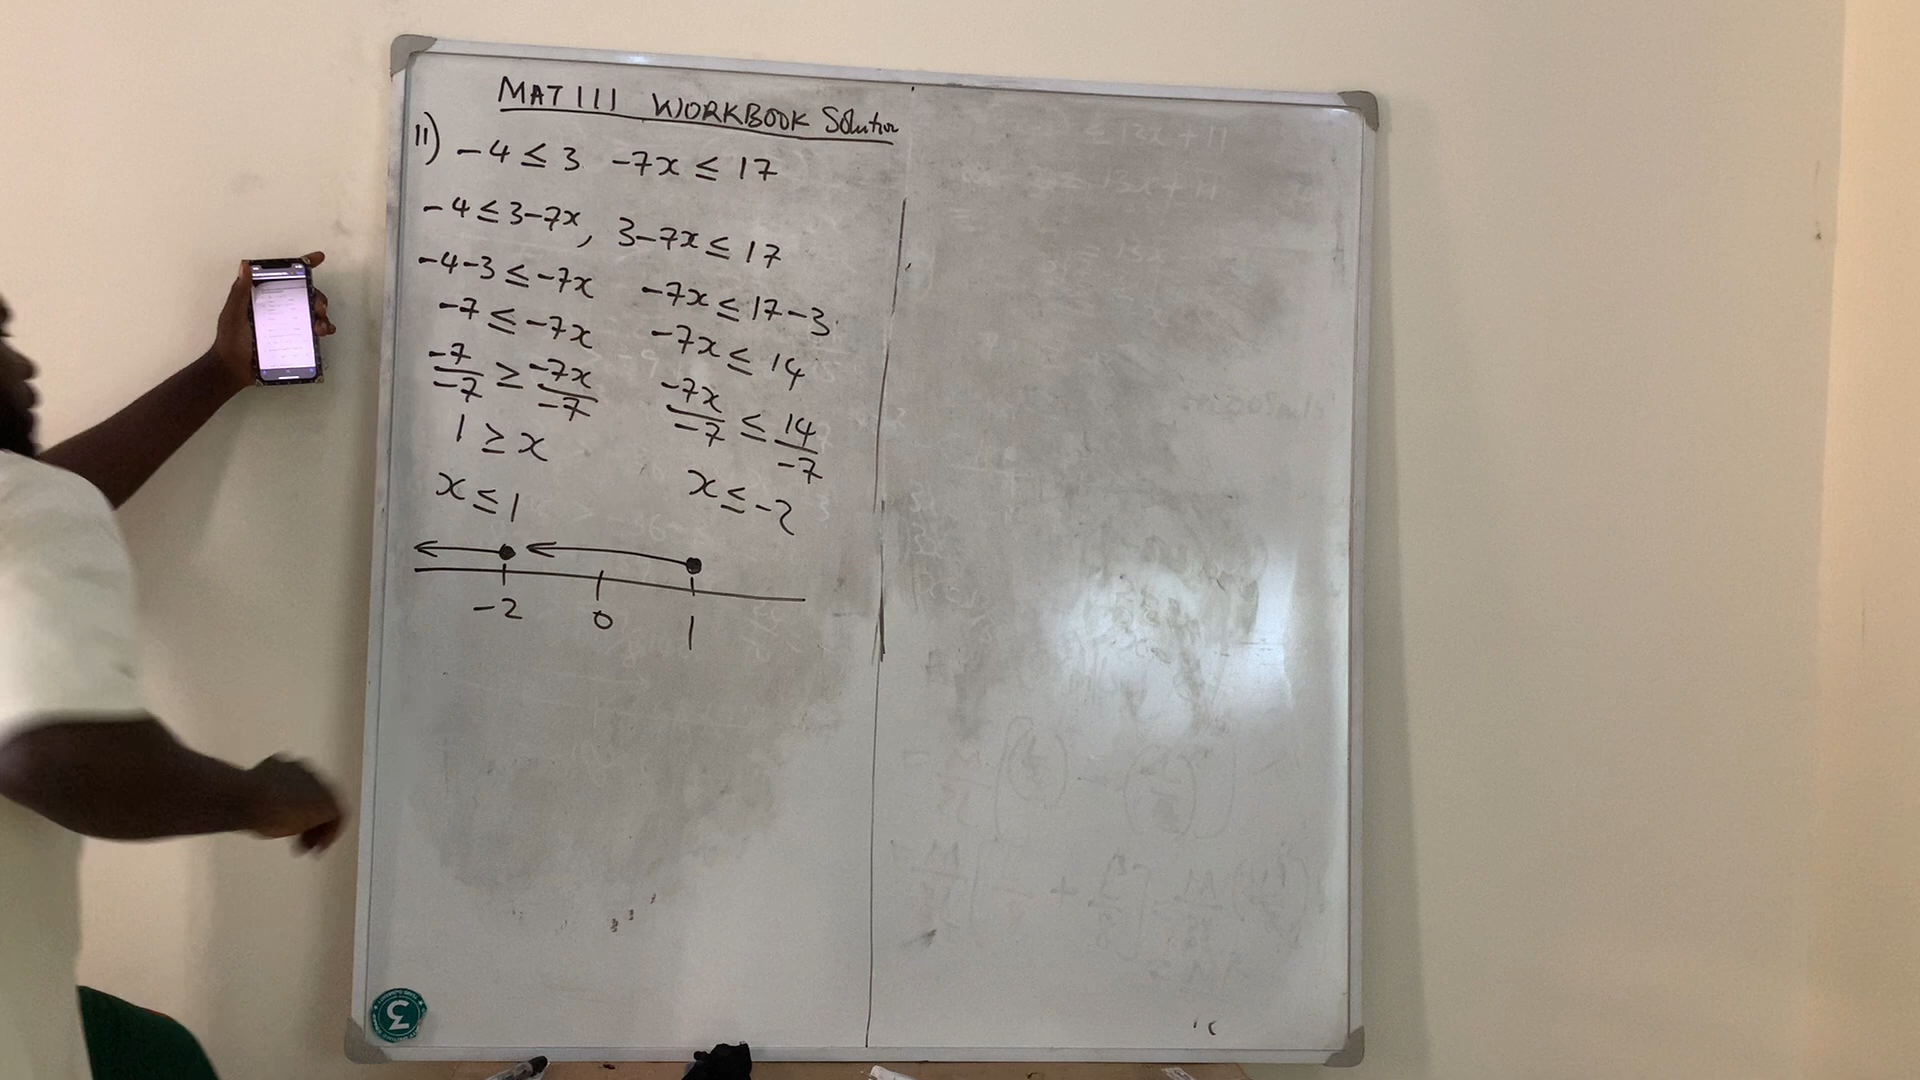 MAT 111 WORKBOOK Solution
11) -4 ≤ 3 -7x ≤ 17
-4 ≤ 3-7x, 3-7x ≤ 17
-4-3 ≤ -7x -7x ≤ 17-3
-7 ≤ -7x -7x ≤ 14
-7/-7 ≥ -7x/-7 -7x/-7 ≤ 14/-7
1 ≥ x
x ≤ 1 x ≤ -2
-2 0 1